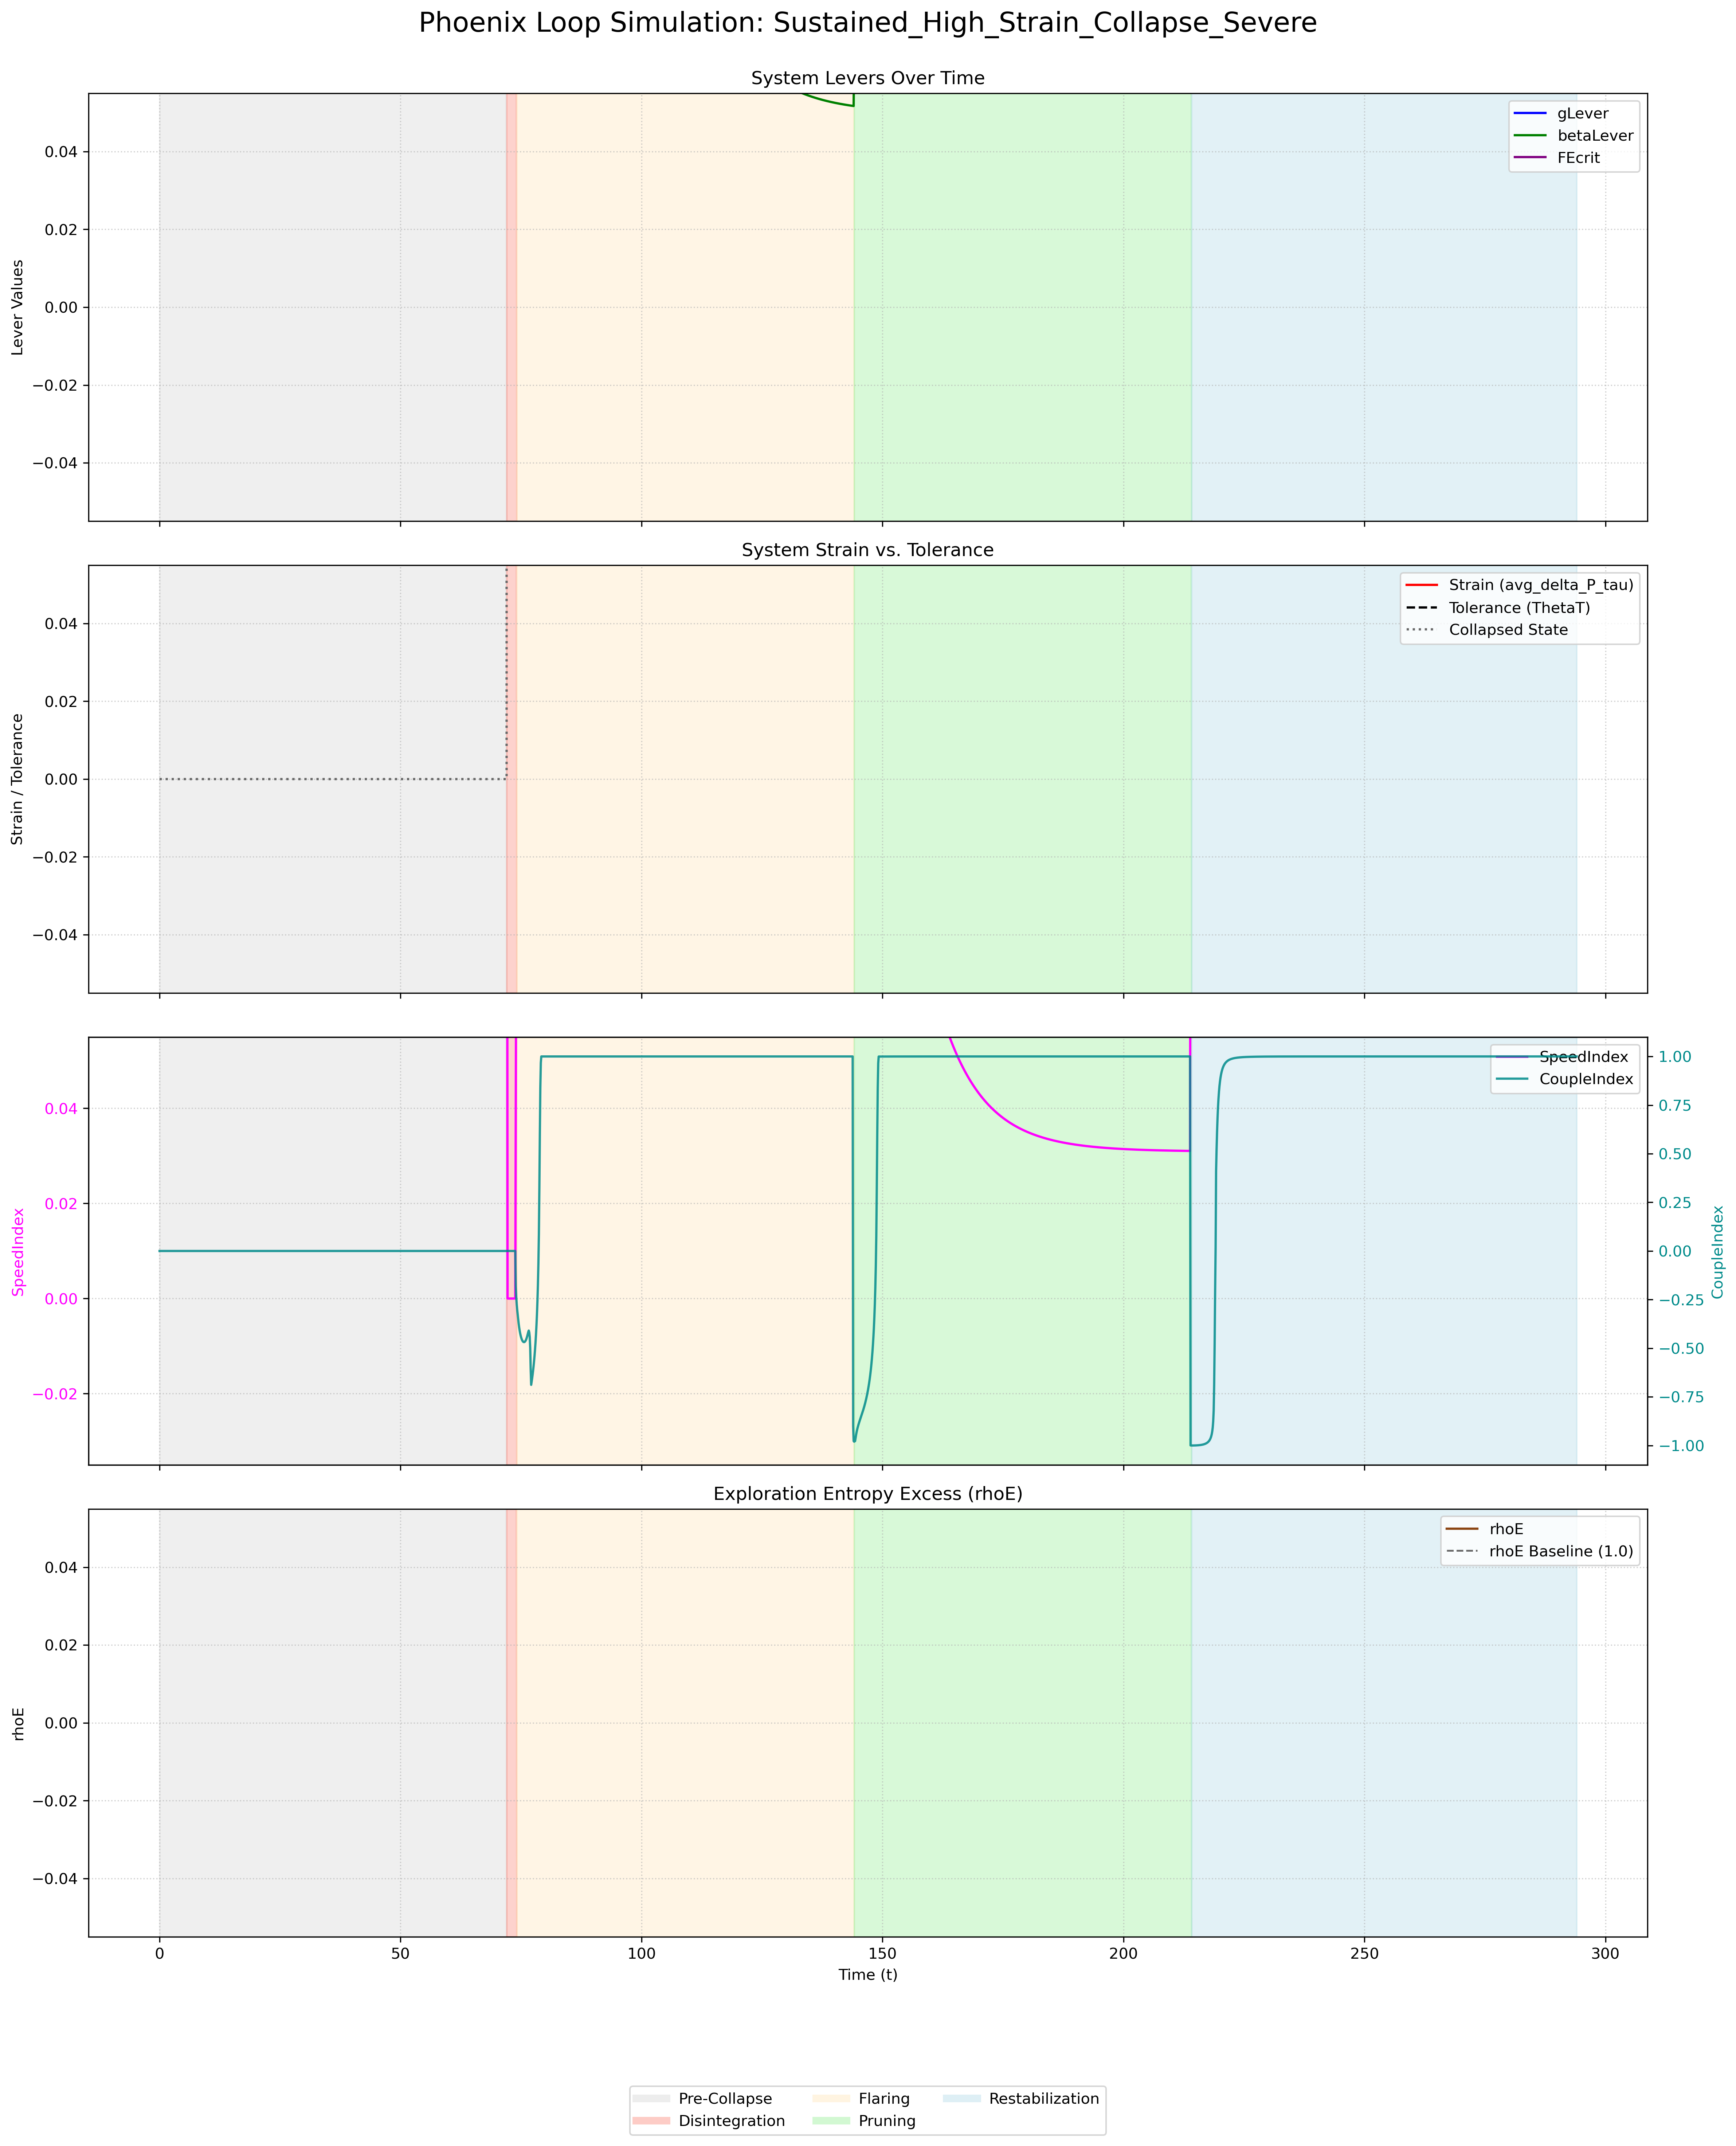 Phoenix Loop Simulation: Sustained_High_Strain_Collapse_Severe
System Levers Over Time
gLever
betaLever
FEcrit
0.04
0.02
0.00
−0.02
−0.04
Lever Values
System Strain vs. Tolerance
Strain (avg_delta_P_tau)
Tolerance (ThetaT)
Collapsed State
0.04
0.02
0.00
−0.02
−0.04
Strain / Tolerance
SpeedIndex
CoupleIndex
0.04
0.02
0.00
−0.02
SpeedIndex
1.00
0.75
0.50
0.25
0.00
−0.25
−0.50
−0.75
−1.00
CoupleIndex
Exploration Entropy Excess (rhoE)
rhoE
rhoE Baseline (1.0)
0.04
0.02
0.00
−0.02
−0.04
rhoE
0 50 100 150 200 250 300
Time (t)
Pre-Collapse Flaring Restabilization
Disintegration Pruning